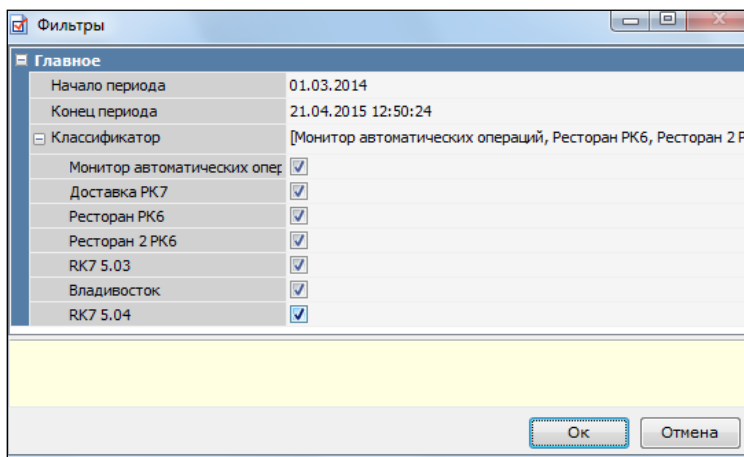 Фильтры
Главное
Начало периода 01.03.2014
Конец периода 21.04.2015 12:50:24
Классификатор [Монитор автоматических операций, Ресторан РК6, Ресторан 2 Р
Монитор автоматических опер
Доставка РК7
Ресторан РК6
Ресторан 2 РК6
RK7 5.03
Владивосток
RK7 5.04
Ок Отмена